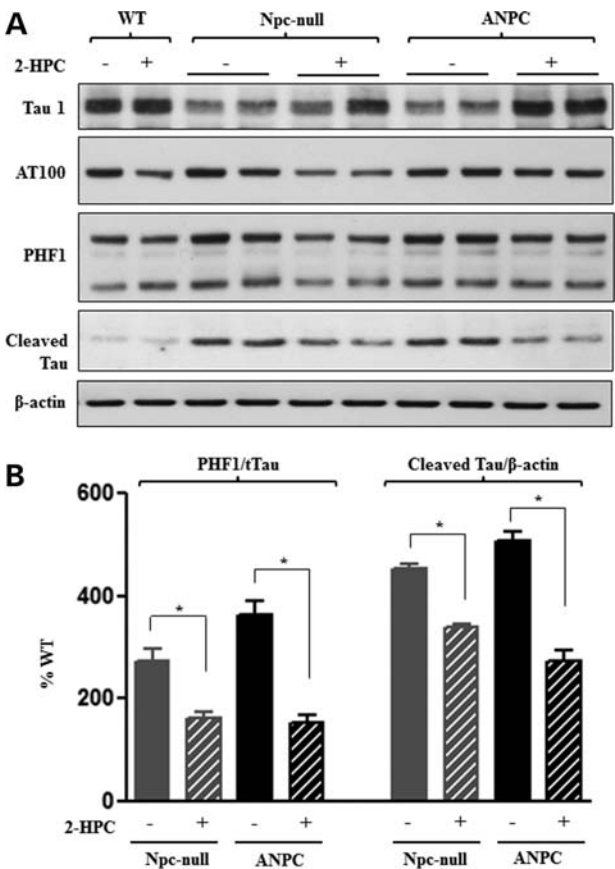 A
WT Npc-null ANPC
2-HPC - + - + - +
Tau 1
AT100
PHF1
Cleaved
Tau
β-actin
B
PHF1/tTau Cleaved Tau/β-actin
600
* * * *
400
% WT
200
0
2-HPC - + - + - + - +
Npc-null ANPC Npc-null ANPC